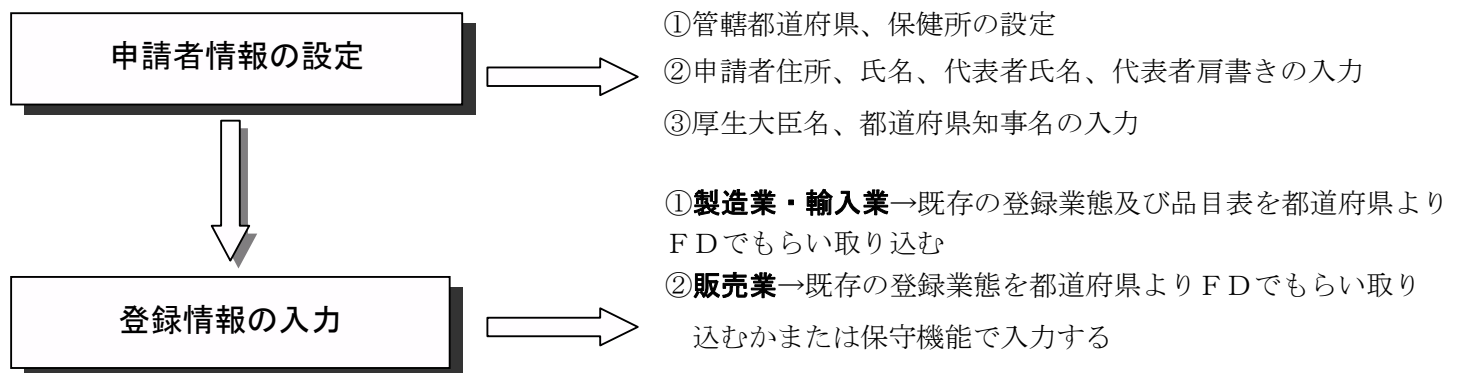 申請者情報の設定
①管轄都道府県、保健所の設定
②申請者住所、氏名、代表者氏名、代表者肩書きの入力
③厚生大臣名、都道府県知事名の入力
登録情報の入力
①製造業・輸入業→既存の登録業態及び品目表を都道府県より
ＦＤでもらい取り込む
②販売業→既存の登録業態を都道府県よりＦＤでもらい取り
込むかまたは保守機能で入力する